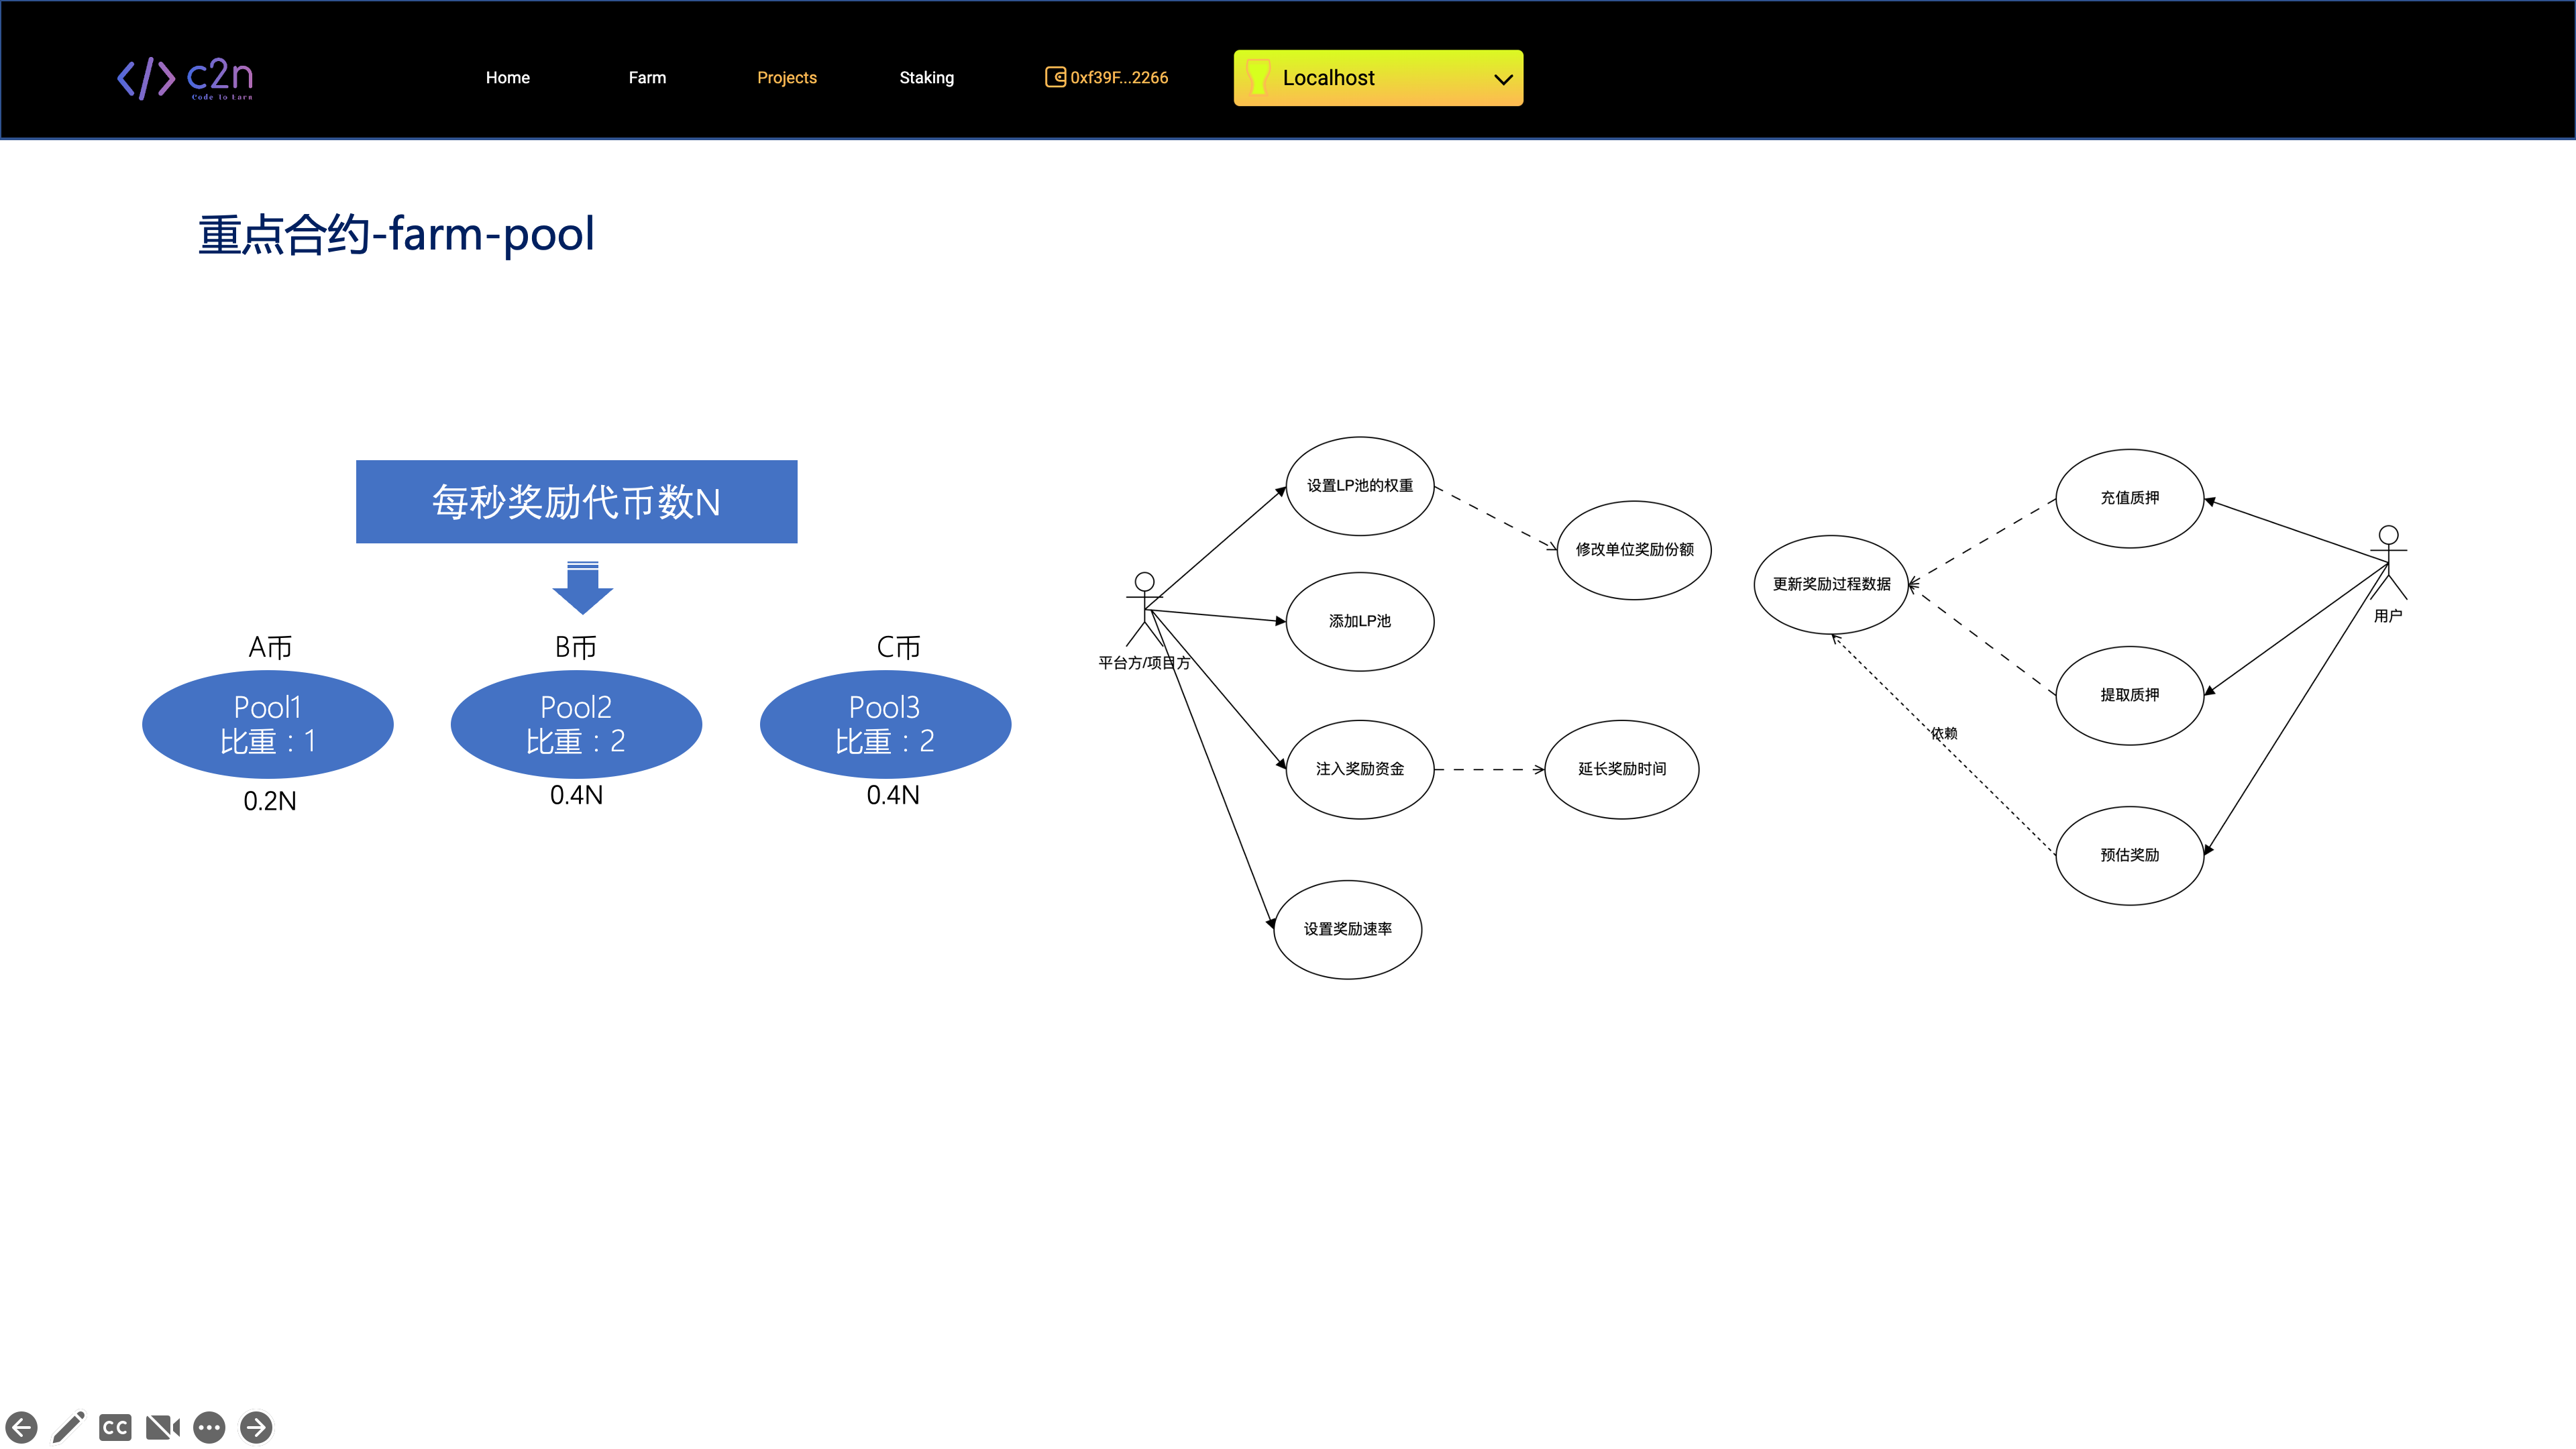 c2n
Code to Earn
Home
Farm
Projects
Staking
0xf39F...2266
Localhost
重点合约-farm-pool
每秒奖励代币数N
A币
B币
C币
Pool1
比重：1
Pool2
比重：2
Pool3
比重：2
0.2N
0.4N
0.4N
平台方/项目方
设置LP池的权重
修改单位奖励份额
添加LP池
注入奖励资金
延长奖励时间
设置奖励速率
更新奖励过程数据
充值质押
用户
提取质押
依赖
预估奖励
CC